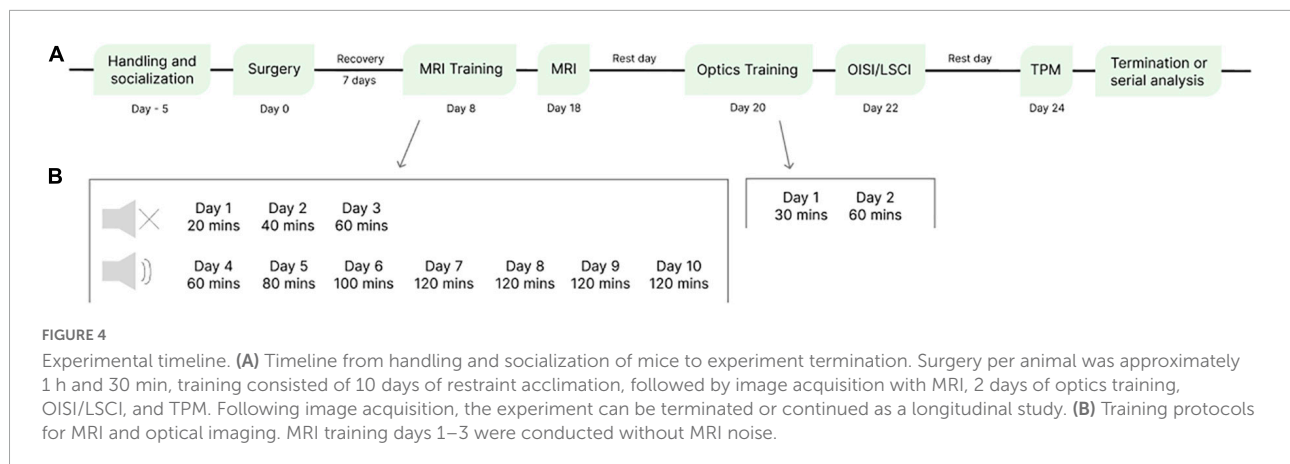 A
Handling and
socialization
Surgery
Recovery
7 days
MRI Training
MRI
Rest day
Optics Training
OISI/LSCI
Rest day
TPM
Termination or
serial analysis
Day - 5
Day 0
Day 8
Day 18
Day 20
Day 22
Day 24
B
Day 1 Day 2 Day 3
20 mins 40 mins 60 mins
Day 4 Day 5 Day 6 Day 7 Day 8 Day 9 Day 10
60 mins 80 mins 100 mins 120 mins 120 mins 120 mins 120 mins
Day 1 Day 2
30 mins 60 mins
FIGURE 4
Experimental timeline. (A) Timeline from handling and socialization of mice to experiment termination. Surgery per animal was approximately
1 h and 30 min, training consisted of 10 days of restraint acclimation, followed by image acquisition with MRI, 2 days of optics training,
OISI/LSCI, and TPM. Following image acquisition, the experiment can be terminated or continued as a longitudinal study. (B) Training protocols
for MRI and optical imaging. MRI training days 1–3 were conducted without MRI noise.